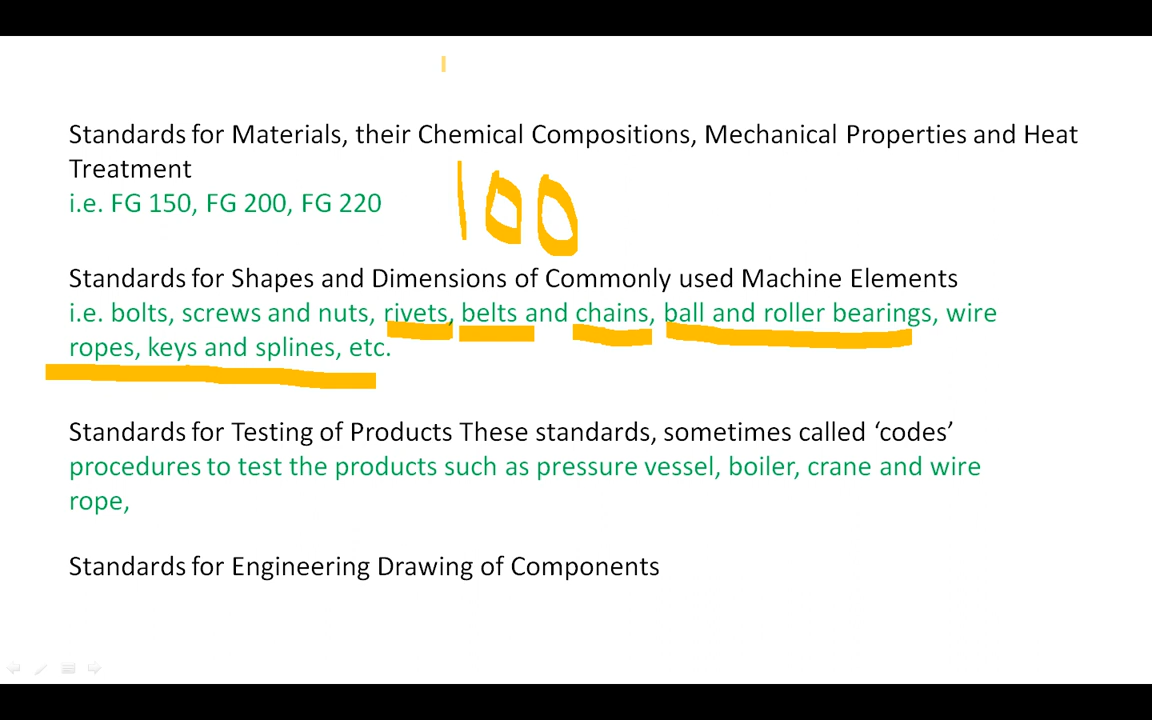 Standards for Materials, their Chemical Compositions, Mechanical Properties and Heat
Treatment
i.e. FG 150, FG 200, FG 220
100
Standards for Shapes and Dimensions of Commonly used Machine Elements
i.e. bolts, screws and nuts, rivets, belts and chains, ball and roller bearings, wire
ropes, keys and splines, etc.
Standards for Testing of Products These standards, sometimes called ‘codes’
procedures to test the products such as pressure vessel, boiler, crane and wire
rope,
Standards for Engineering Drawing of Components